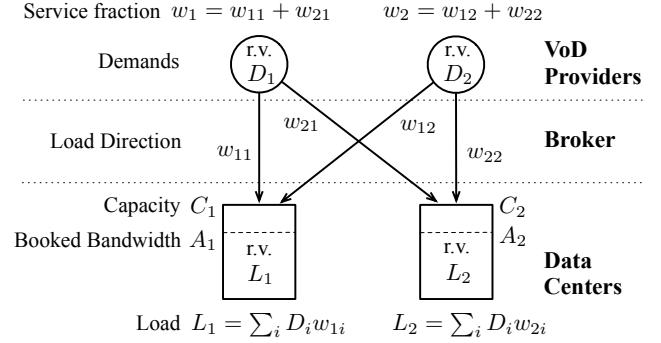 Service fraction w₁ = w₁₁ + w₂₁ w₂ = w₁₂ + w₂₂
Demands r.v. D₁ r.v. D₂ VoD Providers
Load Direction w₁₁ w₂₁ w₁₂ w₂₂ Broker
Capacity C₁ C₂
Booked Bandwidth A₁ A₂
r.v. L₁ r.v. L₂ Data Centers
Load L₁ = ∑ᵢ Dᵢw₁ᵢ L₂ = ∑ᵢ Dᵢw₂ᵢ